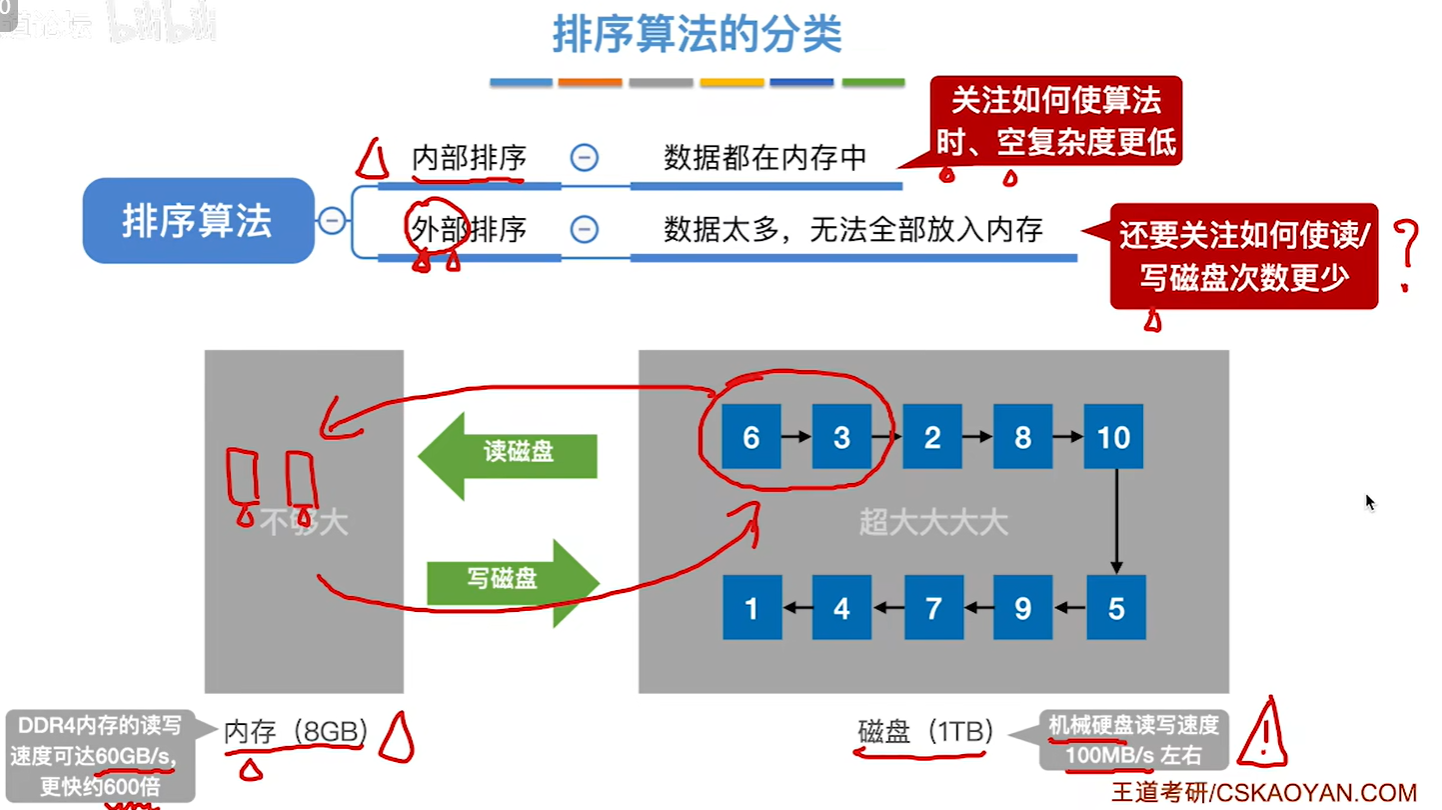 0
道论坛 bilibili
排序算法的分类
关注如何使算法
时、空复杂度更低
内部排序
数据都在内存中
排序算法
外部排序
数据太多，无法全部放入内存
还要关注如何使读/
写磁盘次数更少
?
读磁盘
6
3
2
8
10
不够大
超大大大大
写磁盘
1
4
7
9
5
DDR4内存的读写
速度可达60GB/s,
更快约600倍
内存（8GB）
磁盘（1TB）
机械硬盘读写速度
100MB/s 左右
!
王道考研/CSKAOYAN.COM